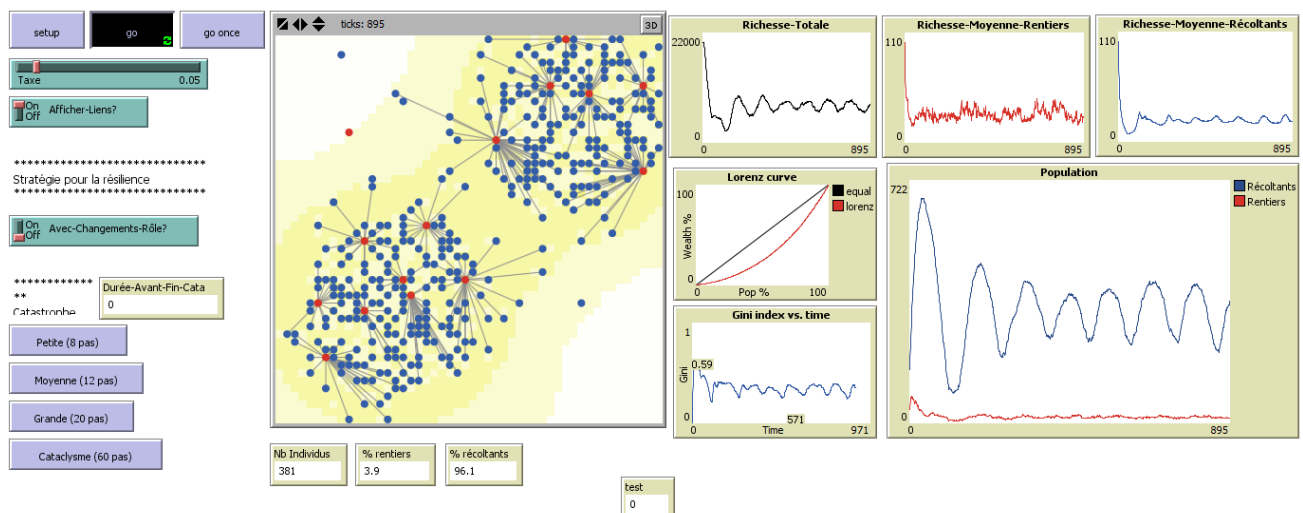 setup
go
go once
Taxe
0.05
On
Off
Afficher-Liens?
*****************************
Stratégie pour la résilience
*****************************
On
Off
Avec-Changements-Rôle?
************
**
Catastrophe
Durée-Avant-Fin-Cata
0
Petite (8 pas)
Moyenne (12 pas)
Grande (20 pas)
Cataclysme (60 pas)
ticks: 895
3D
Nb Individus
381
% rentiers
3.9
% récoltants
96.1
test
0
Richesse-Totale
22000
0
0
895
Richesse-Moyenne-Rentiers
110
0
0
895
Richesse-Moyenne-Récoltants
110
0
0
895
Lorenz curve
100
Wealth %
0
0
Pop %
100
equal
lorenz
Gini index vs. time
1
Gini
0.59
0
0
571
Time
971
Population
722
0
0
895
Récoltants
Rentiers